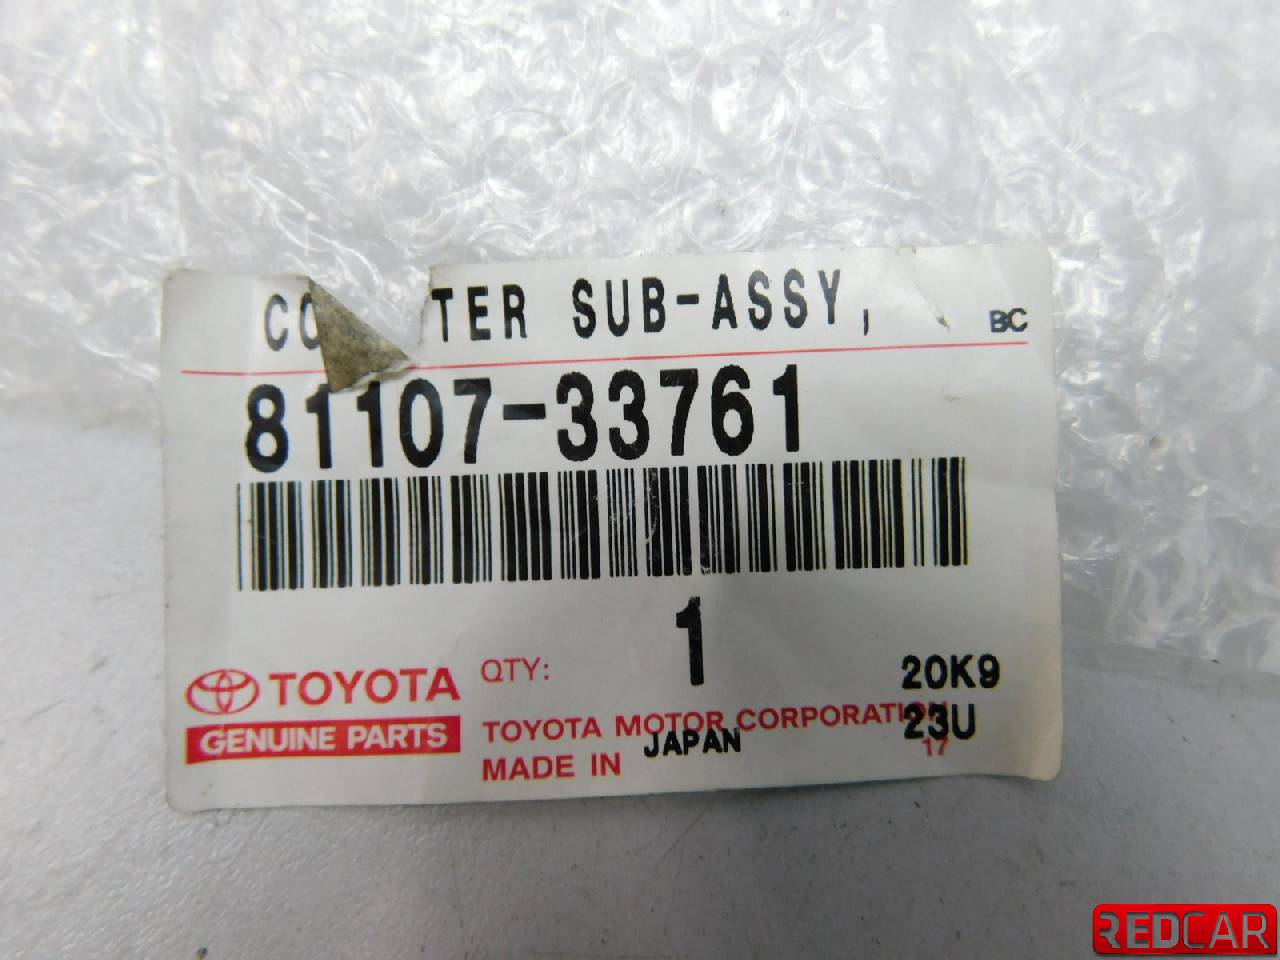 SUB-ASSY,
BC
81107-33761
1
QTY:
TOYOTA
GENUINE PARTS
20K9
23U
TOYOTA MOTOR CORPORATION
17
MADE IN JAPAN
REDCAR